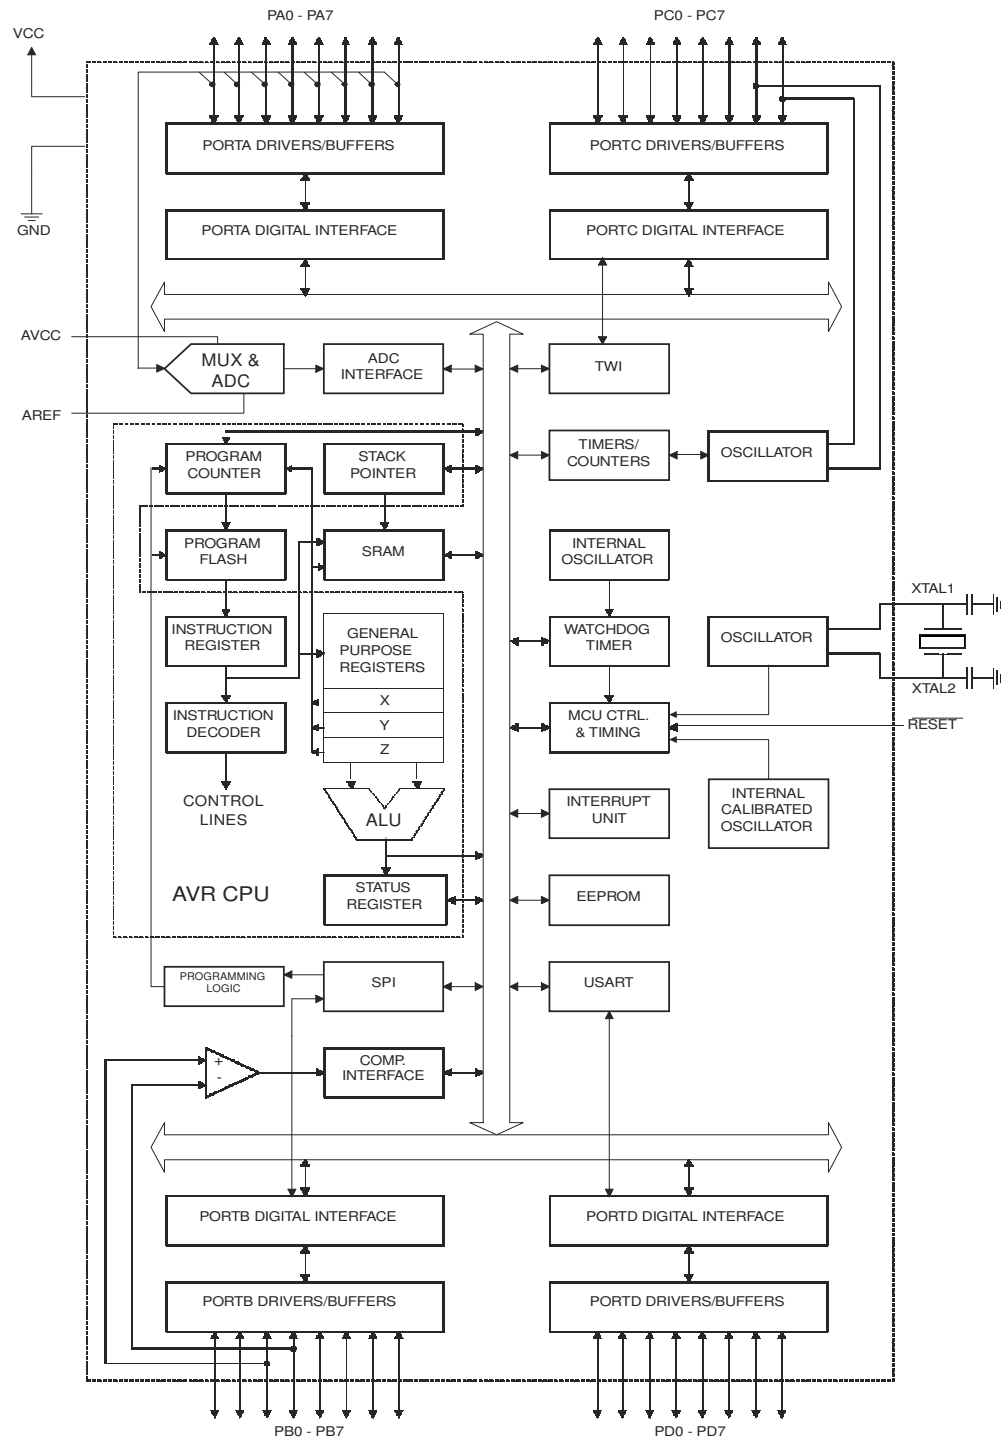 PA0 - PA7
PC0 - PC7
VCC
PORTA DRIVERS/BUFFERS
PORTC DRIVERS/BUFFERS
GND
PORTA DIGITAL INTERFACE
PORTC DIGITAL INTERFACE
AVCC
MUX &
ADC
ADC
INTERFACE
TWI
AREF
PROGRAM
COUNTER
STACK
POINTER
TIMERS/
COUNTERS
OSCILLATOR
PROGRAM
FLASH
SRAM
INTERNAL
OSCILLATOR
XTAL1
INSTRUCTION
REGISTER
GENERAL
PURPOSE
REGISTERS
WATCHDOG
TIMER
OSCILLATOR
XTAL2
X
INSTRUCTION
DECODER
Y
MCU CTRL.
& TIMING
RESET
Z
CONTROL
LINES
ALU
INTERRUPT
UNIT
INTERNAL
CALIBRATED
OSCILLATOR
AVR CPU
STATUS
REGISTER
EEPROM
PROGRAMMING
LOGIC
SPI
USART
+
-
COMP.
INTERFACE
PORTB DIGITAL INTERFACE
PORTD DIGITAL INTERFACE
PORTB DRIVERS/BUFFERS
PORTD DRIVERS/BUFFERS
PB0 - PB7
PD0 - PD7